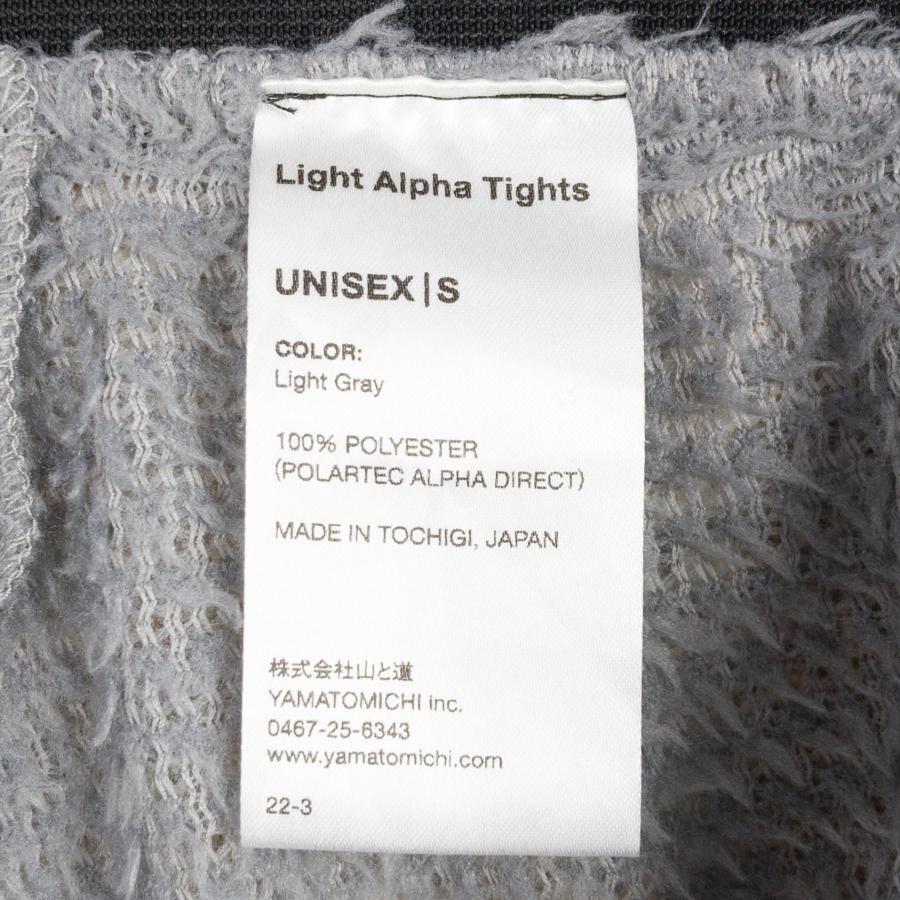 Light Alpha Tights
UNISEX|S
COLOR:
Light Gray
100% POLYESTER
(POLARTEC ALPHA DIRECT)
MADE IN TOCHIGI, JAPAN
株式会社山と道
YAMATOMICHI inc.
0467-25-6343
www.yamatomichi.com
22-3